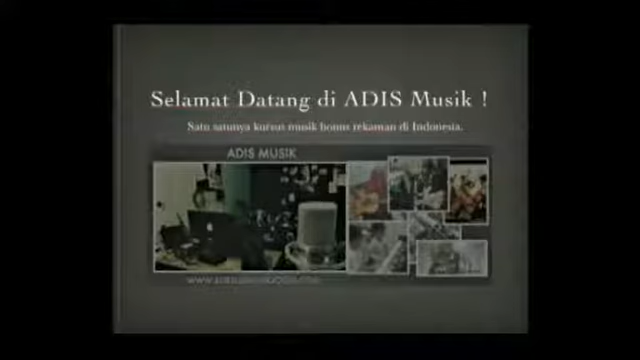 Selamat Datang di ADIS Musik !
Satu satunya kursus musik bonus rekaman di Indonesia.
ADIS MUSIK